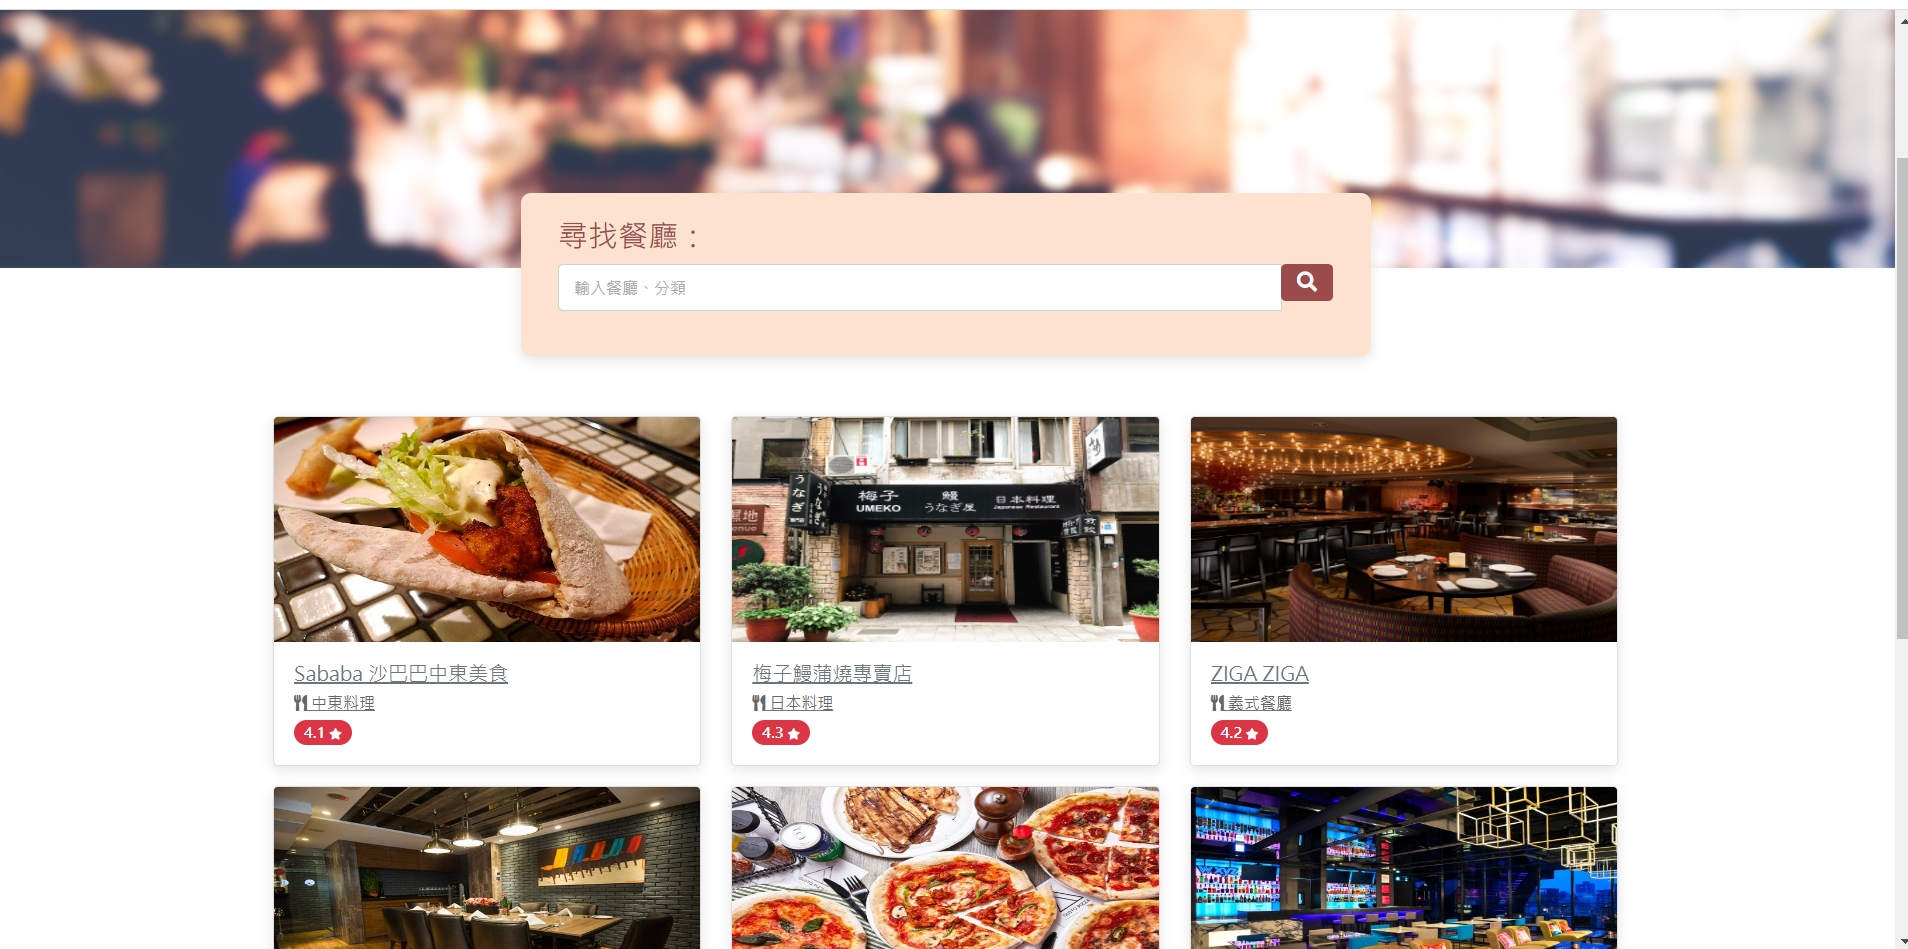 尋找餐廳：
輸入餐廳、分類
梅子 鰻 日本料理
UMEKO うなぎ屋 Japanese Restaurant
うなぎ
Sababa 沙巴巴中東美食
中東料理
4.1
梅子鰻蒲燒專賣店
日本料理
4.3
ZIGA ZIGA
義式餐廳
4.2